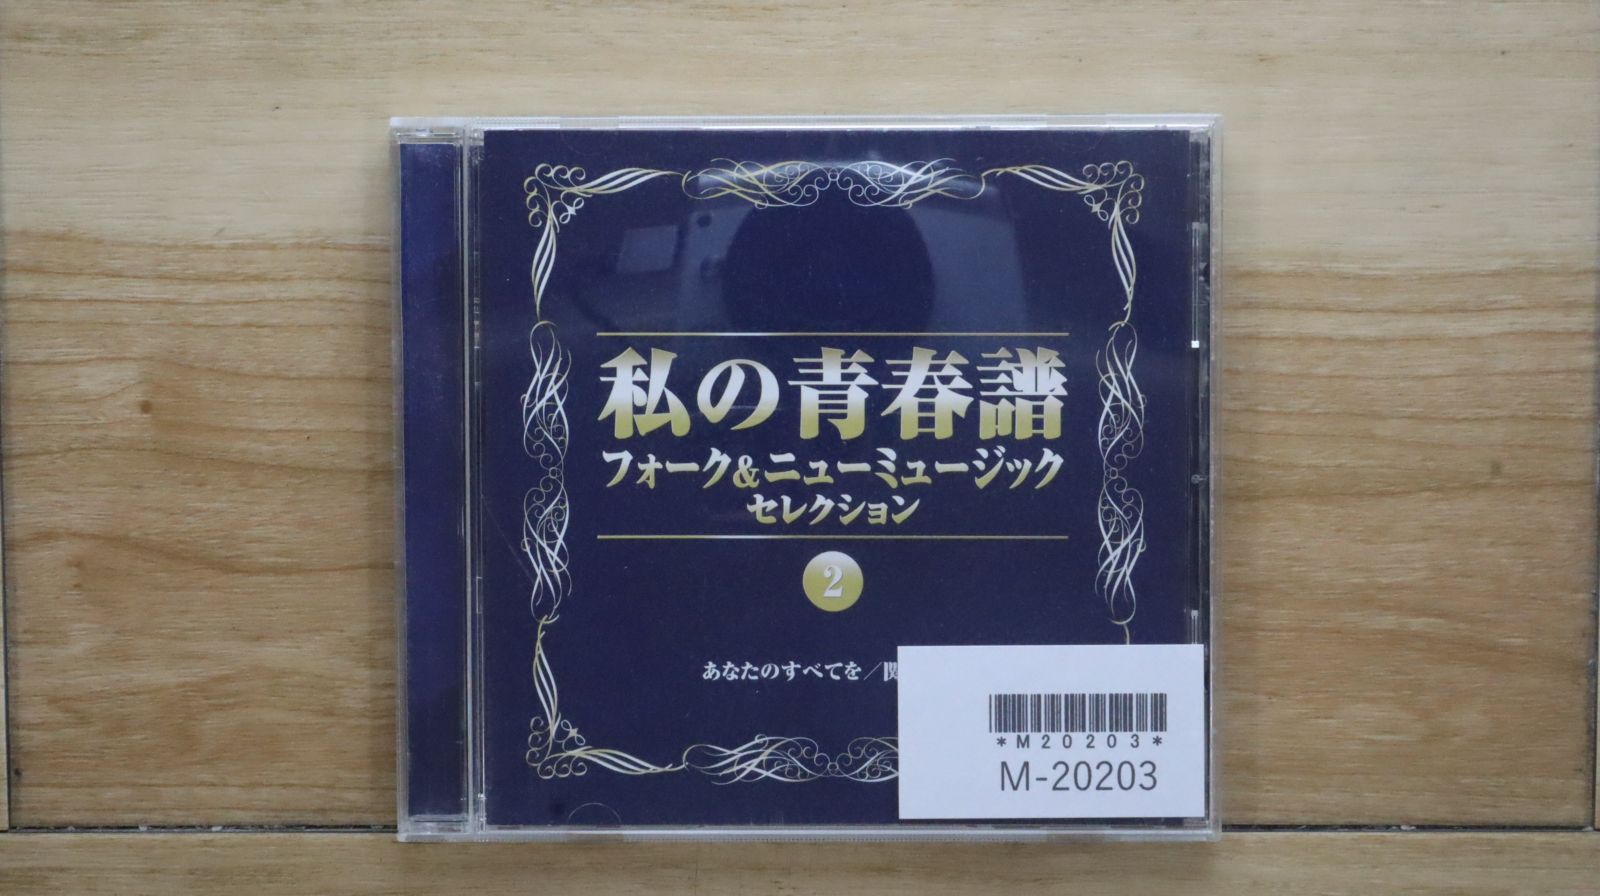 私の青春譜
フォーク&ニューミュージック
セレクション
2
あなたのすべてを／
*M20203*
M-20203